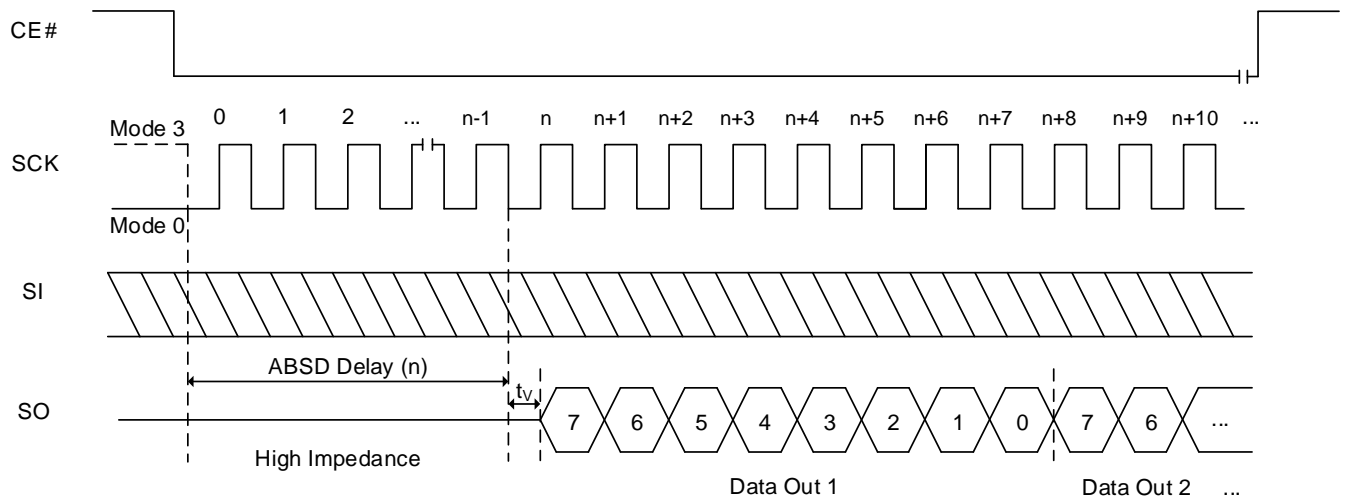 CE#
0 1 2 ... n-1 n n+1 n+2 n+3 n+4 n+5 n+6 n+7 n+8 n+9 n+10 ...
Mode 3
SCK
Mode 0
SI
ABSD Delay (n)
tV
SO
7 6 5 4 3 2 1 0 7 6 ...
High Impedance
Data Out 1
Data Out 2 ...